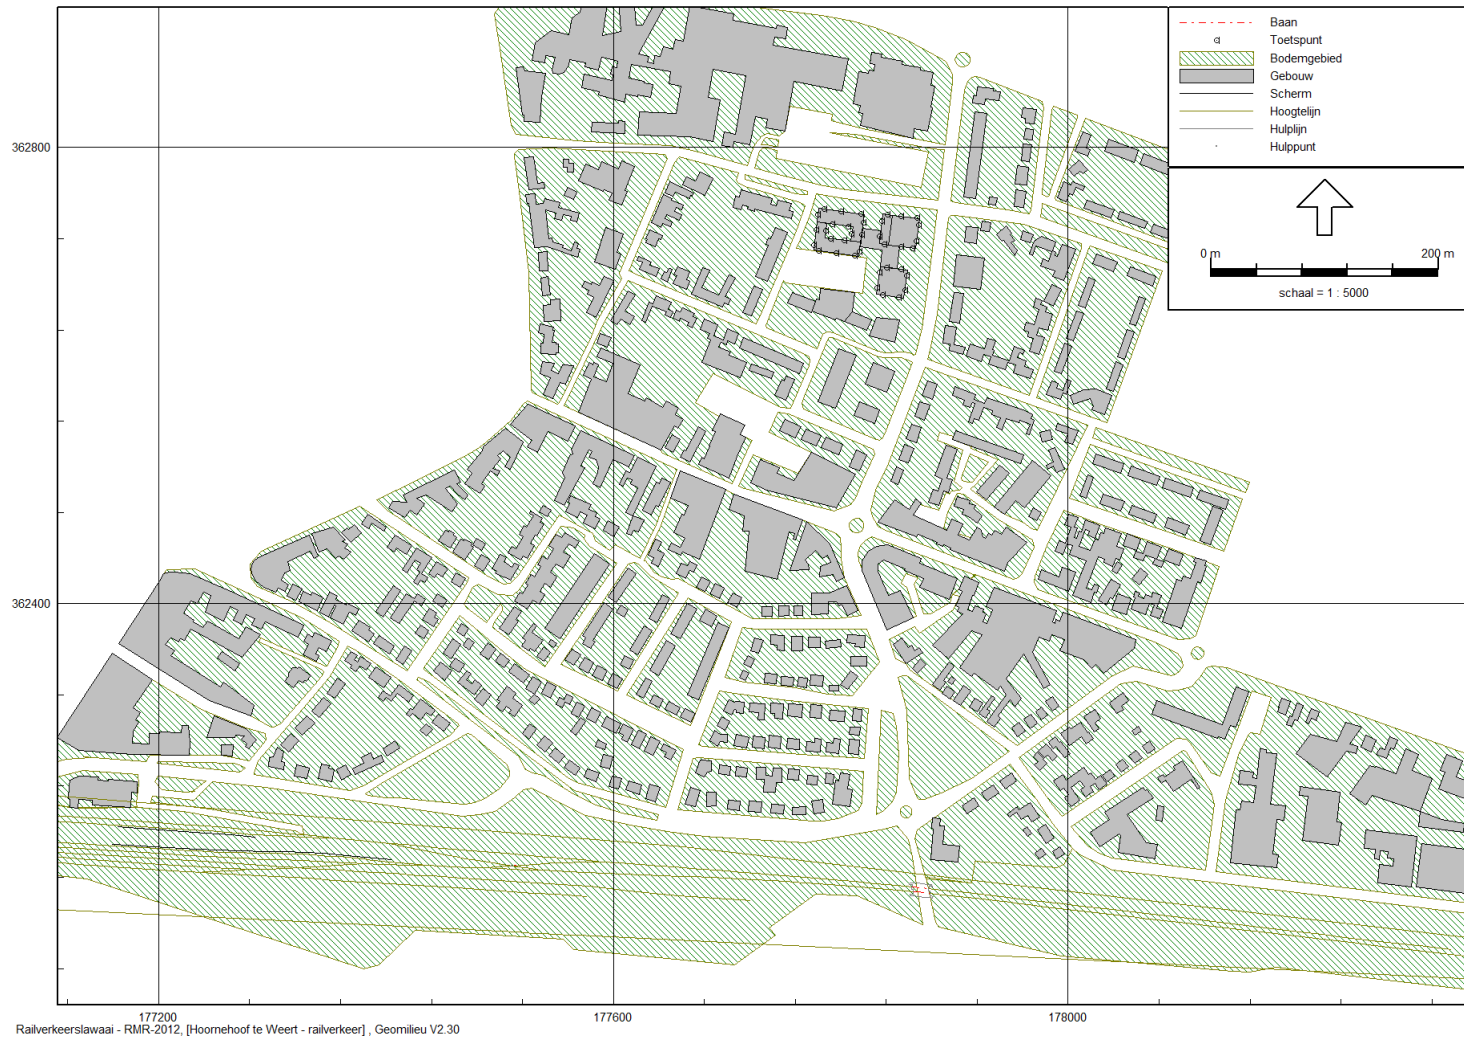 Baan
Toetspunt
Bodemgebied
Gebouw
Scherm
Hoogtelijn
Hulplijn
Hulppunt
0 m 200 m
schaal = 1 : 5000
362800
362400
177200 177600 178000
Railverkeerslawaai - RMR-2012, [Hoornehoof te Weert - railverkeer] , Geomilieu V2.30